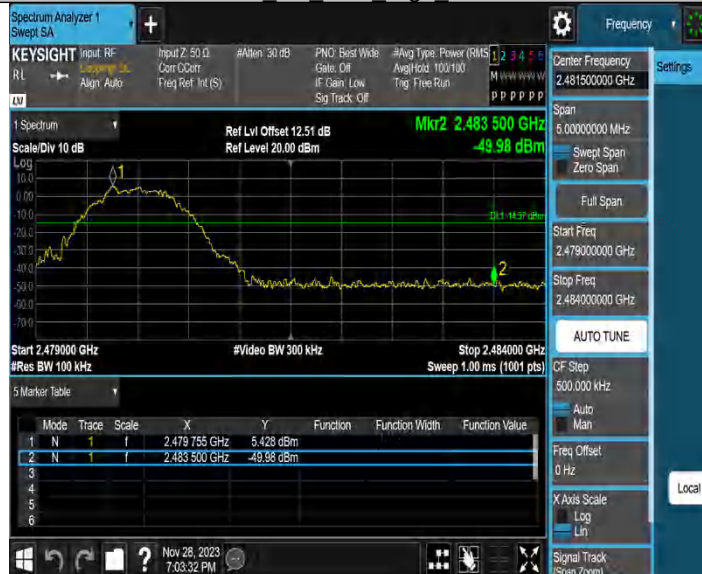 Spectrum Analyzer 1
Swept SA
+
Frequency
KEYSIGHT Input: RF
RL
Coupling: DC
Align: Auto
Input Z: 50 Ω
Corr CCorr
Freq Ref: Int (S)
#Atten: 30 dB
PNO: Best Wide
Gate: Off
IF Gain: Low
Sig Track: Off
#Avg Type: Power (RMS)
Avg|Hold: 100/100
Trig: Free Run
1 2 3 4 5 6
M W W W W W
P P P P P P
LXI
Center Frequency
2.481500000 GHz
Settings
1 Spectrum
Scale/Div 10 dB
Ref Lvl Offset 12.51 dB
Ref Level 20.00 dBm
Mkr2 2.483 500 GHz
-49.98 dBm
Log
10.0
0.00
-10.0
-20.0
-30.0
-40.0
-50.0
-60.0
-70.0
1
2
DL1 -14.57 dBm
Span
5.00000000 MHz
Swept Span
Zero Span
Full Span
Start Freq
2.479000000 GHz
Stop Freq
2.484000000 GHz
AUTO TUNE
Start 2.479000 GHz
#Res BW 100 kHz
#Video BW 300 kHz
Stop 2.484000 GHz
Sweep 1.00 ms (1001 pts)
CF Step
500.000 kHz
Auto
Man
Freq Offset
0 Hz
X Axis Scale
Log
Lin
Signal Track
(Span Zoom)
Local
5 Marker Table
Mode Trace Scale X Y Function Function Width Function Value
1 N 1 f 2.479 755 GHz 5.428 dBm
2 N 1 f 2.483 500 GHz -49.98 dBm
3
4
5
6
?
Nov 28, 2023
7:03:32 PM